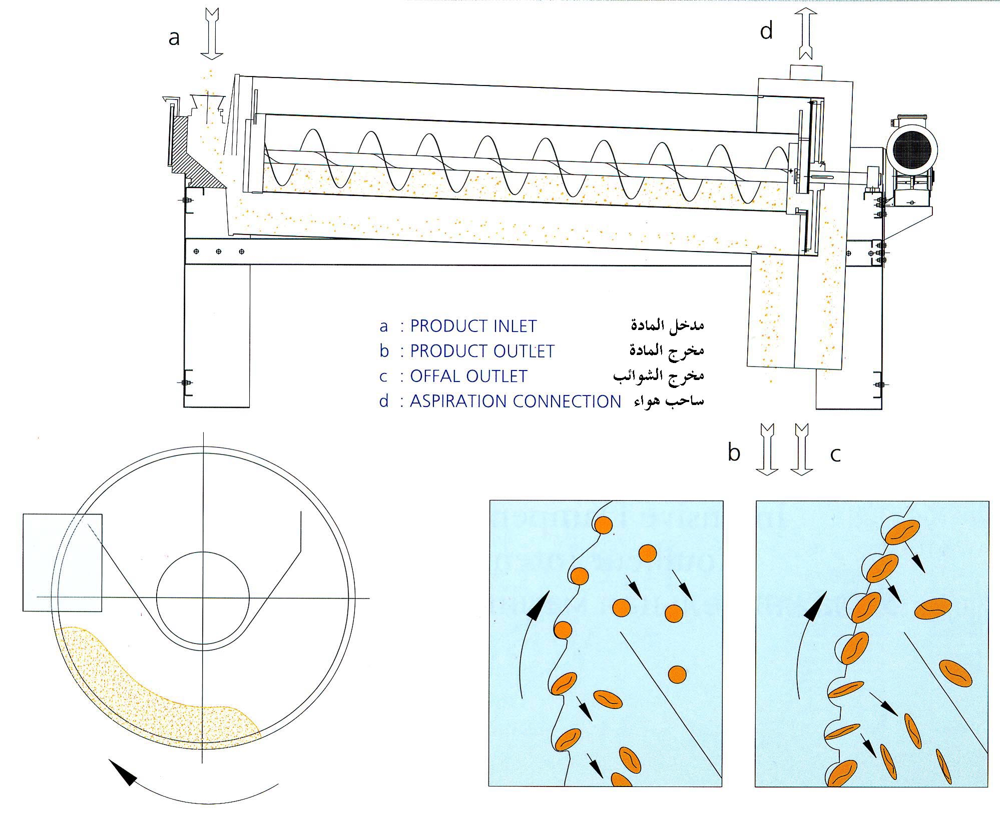 a
d
a : PRODUCT INLET مدخل المادة
b : PRODUCT OUTLET مخرج المادة
c : OFFAL OUTLET مخرج الشوائب
d : ASPIRATION CONNECTION ساحب هواء
b
c